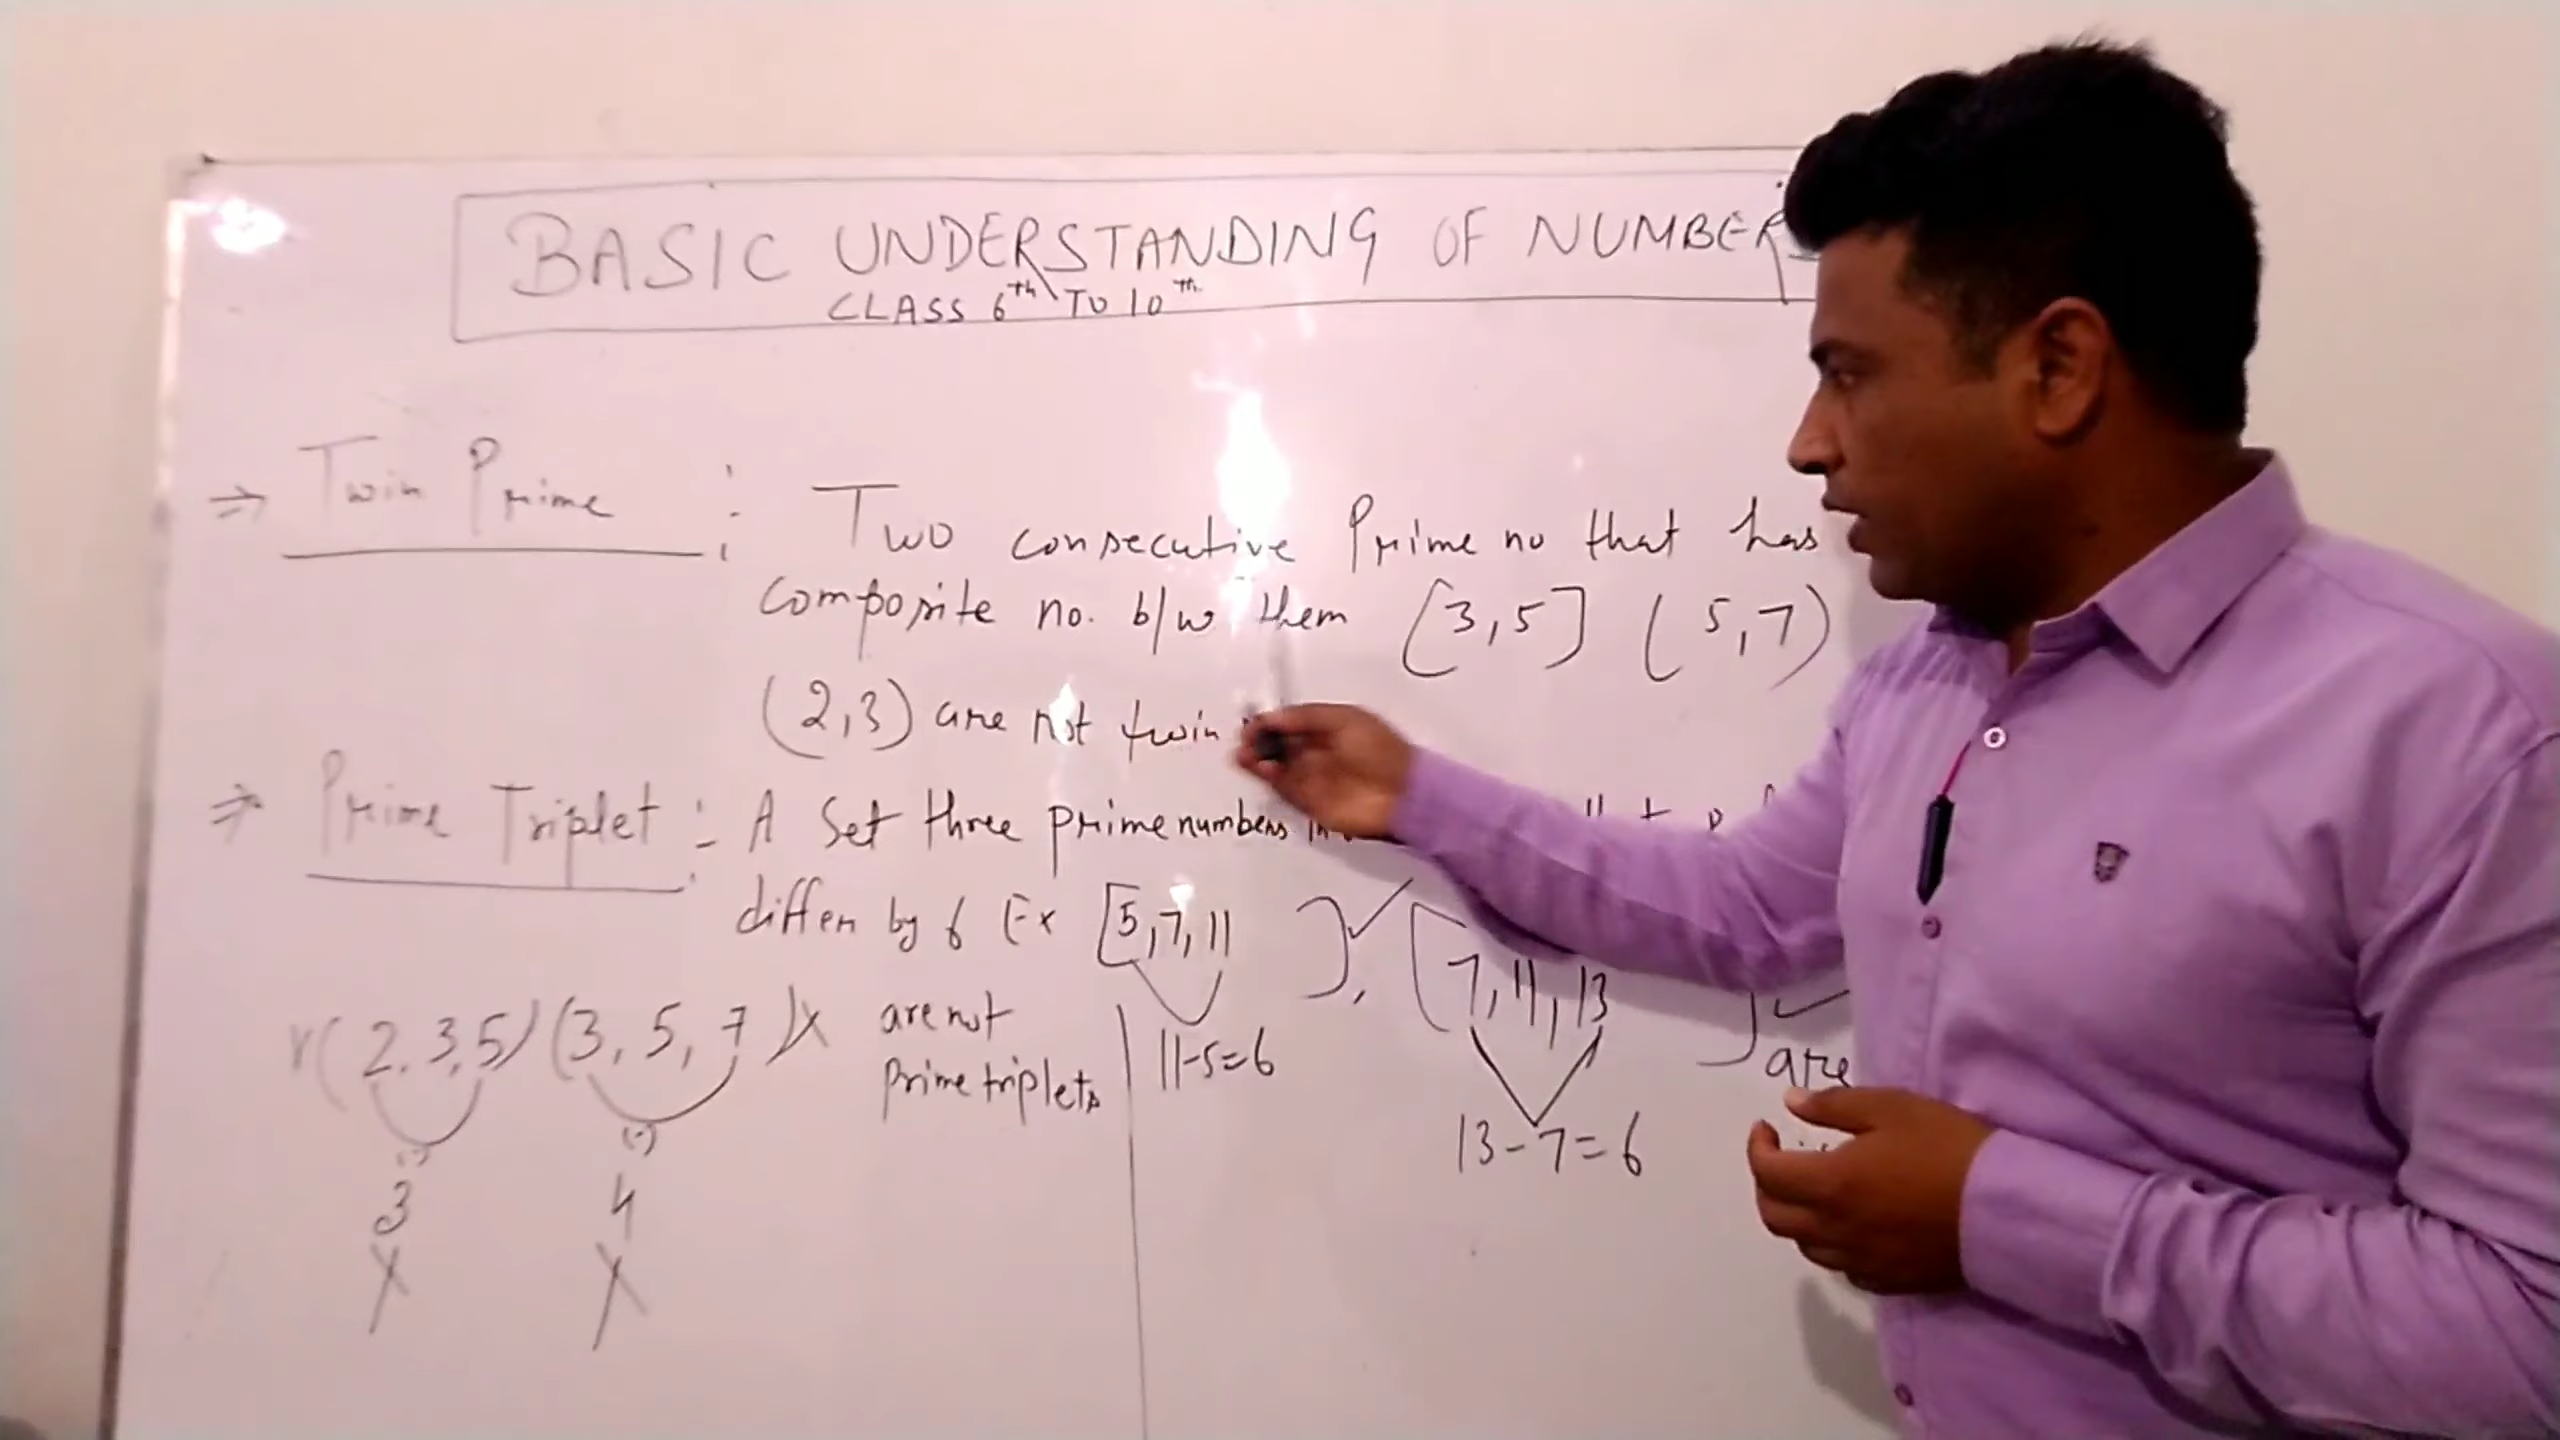 BASIC UNDERSTANDING OF NUMBERS
CLASS 6th TO 10th
⇒ Twin Prime : Two consecutive Prime no that has
composite no. b/w them [3,5] (5,7)
(2,3) are not twin
⇒ Prime Triplet :- A Set three prime numbers in
differ by 6 Ex [5,7,11 ]✓, [7,11,13 ]✓
are
(2,3,5) (3,5,7)X are not
prime triplets
11-5=6
13-7=6
(-) (-)
3 4
X X